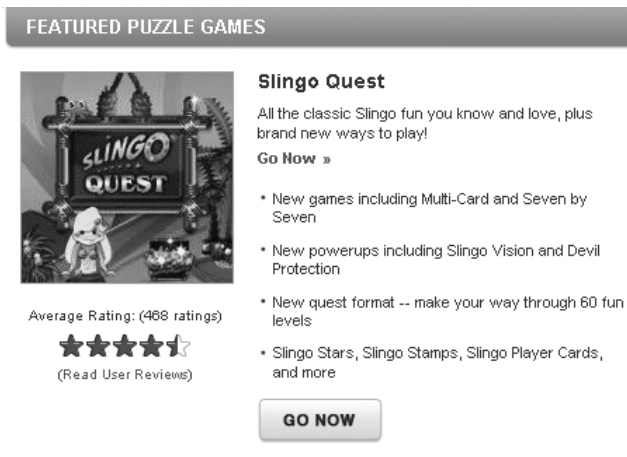 FEATURED PUZZLE GAMES
SLINGO
QUEST
Slingo Quest
All the classic Slingo fun you know and love, plus
brand new ways to play!
Go Now »
• New games including Multi-Card and Seven by
Seven
• New powerups including Slingo Vision and Devil
Protection
• New quest format -- make your way through 60 fun
levels
• Slingo Stars, Slingo Stamps, Slingo Player Cards,
and more
Average Rating: (468 ratings)
(Read User Reviews)
GO NOW